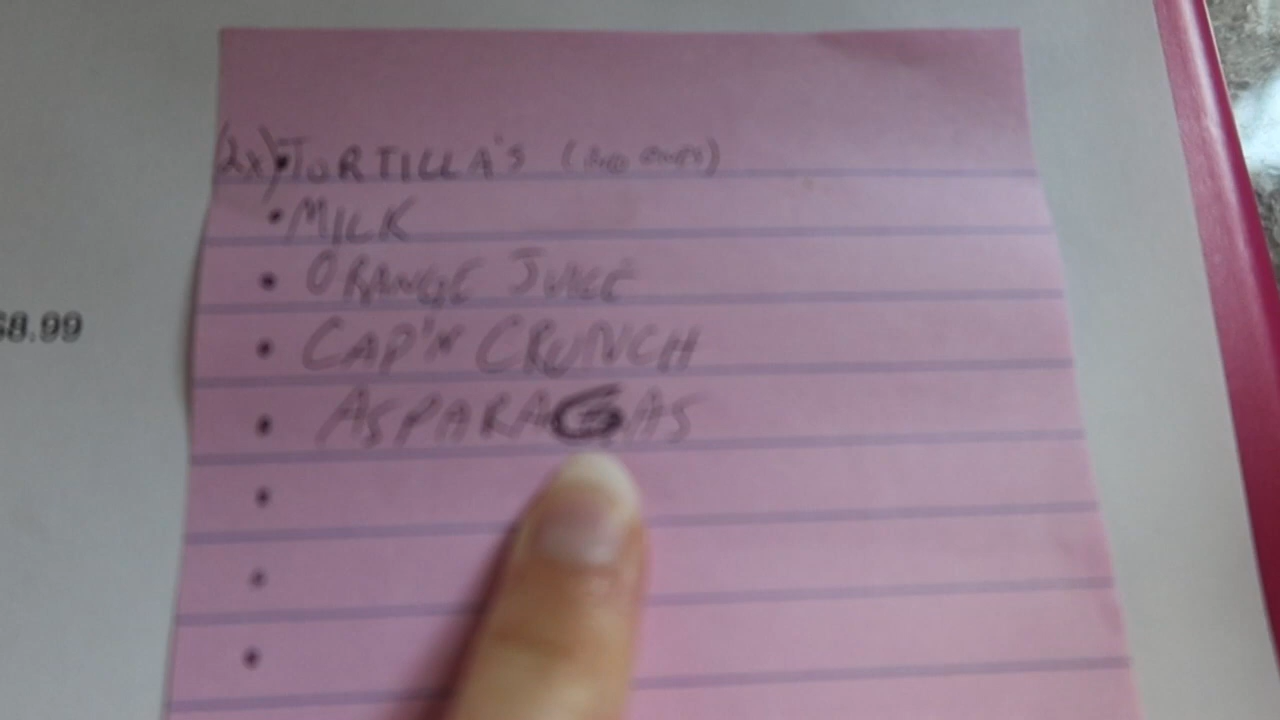 (2x) • TORTILLA'S
• MILK
• ORANGE JUICE
• CAP'N CRUNCH
• ASPARAGAS
•
•
•
$8.99